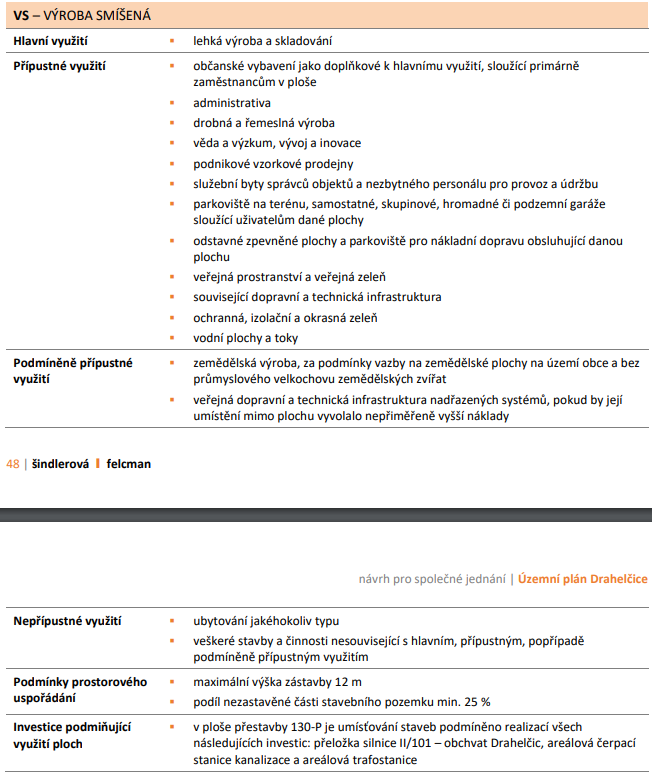 VS – VÝROBA SMÍŠENÁ
Hlavní využití
▪ lehká výroba a skladování
Přípustné využití
▪ občanské vybavení jako doplňkové k hlavnímu využití, sloužící primárně
zaměstnancům v ploše
▪ administrativa
▪ drobná a řemeslná výroba
▪ věda a výzkum, vývoj a inovace
▪ podnikové vzorkové prodejny
▪ služební byty správců objektů a nezbytného personálu pro provoz a údržbu
▪ parkoviště na terénu, samostatné, skupinové, hromadné či podzemní garáže
sloužící uživatelům dané plochy
▪ odstavné zpevněné plochy a parkoviště pro nákladní dopravu obsluhující danou
plochu
▪ veřejná prostranství a veřejná zeleň
▪ související dopravní a technická infrastruktura
▪ ochranná, izolační a okrasná zeleň
▪ vodní plochy a toky
Podmíněně přípustné
využití
▪ zemědělská výroba, za podmínky vazby na zemědělské plochy na území obce a bez
průmyslového velkochovu zemědělských zvířat
▪ veřejná dopravní a technická infrastruktura nadřazených systémů, pokud by její
umístění mimo plochu vyvolalo nepřiměřeně vyšší náklady
48 | šindlerová | felcman
návrh pro společné jednání | Územní plán Drahelčice
Nepřípustné využití
▪ ubytování jakéhokoliv typu
▪ veškeré stavby a činnosti nesouvisející s hlavním, přípustným, popřípadě
podmíněně přípustným využitím
Podmínky prostorového
uspořádání
▪ maximální výška zástavby 12 m
▪ podíl nezastavěné části stavebního pozemku min. 25 %
Investice podmiňující
využití ploch
▪ v ploše přestavby 130-P je umísťování staveb podmíněno realizací všech
následujících investic: přeložka silnice II/101 – obchvat Drahelčic, areálová čerpací
stanice kanalizace a areálová trafostanice